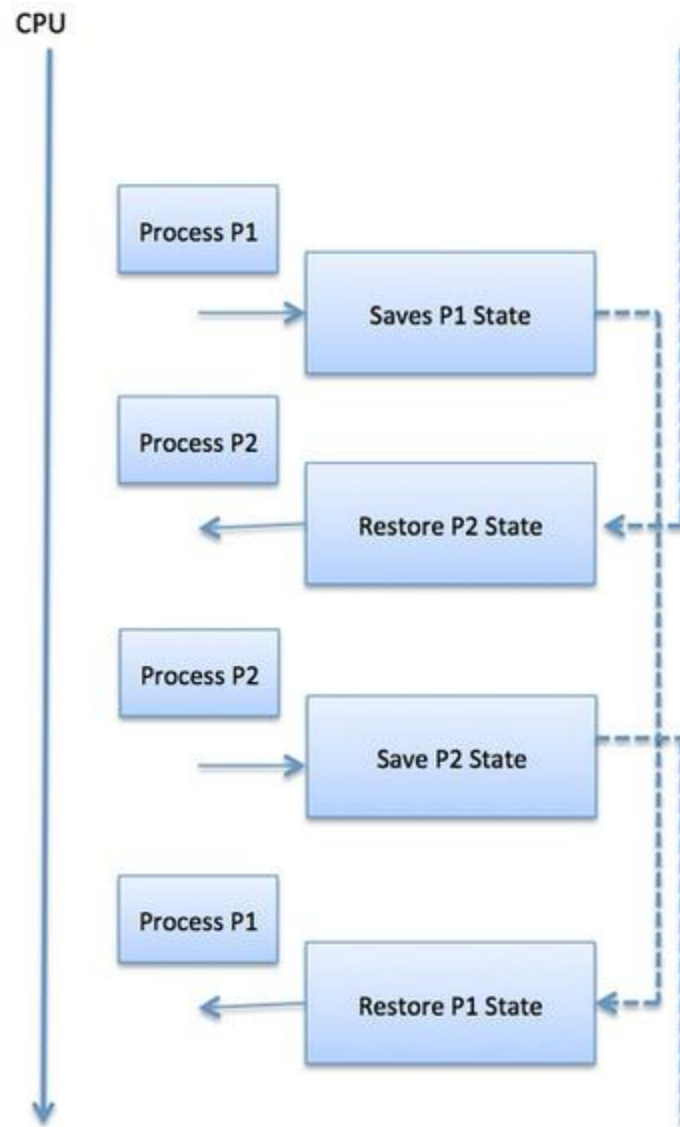 CPU
Process P1
Saves P1 State
Process P2
Restore P2 State
Process P2
Save P2 State
Process P1
Restore P1 State